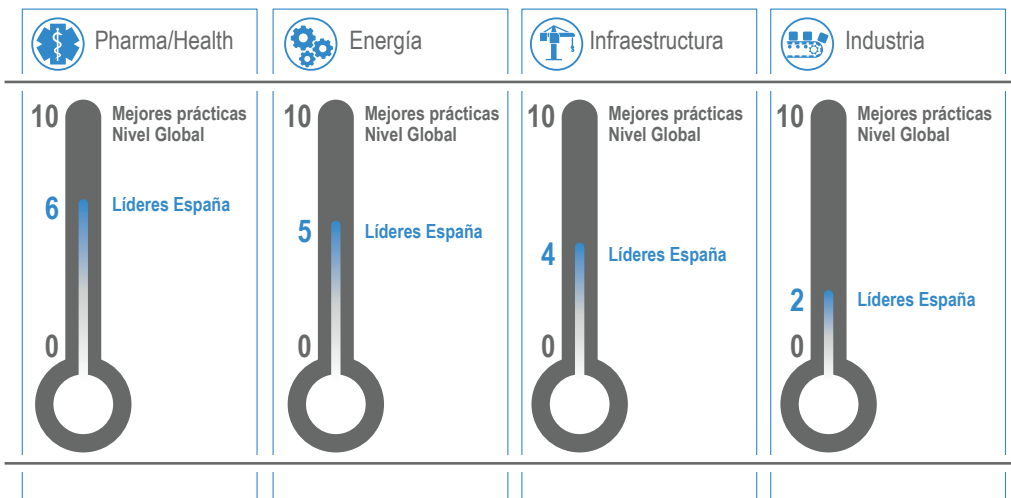 Pharma/Health
Energía
Infraestructura
Industria
10
Mejores prácticas
Nivel Global
6
Líderes España
0
10
Mejores prácticas
Nivel Global
5
Líderes España
0
10
Mejores prácticas
Nivel Global
4
Líderes España
0
10
Mejores prácticas
Nivel Global
2
Líderes España
0